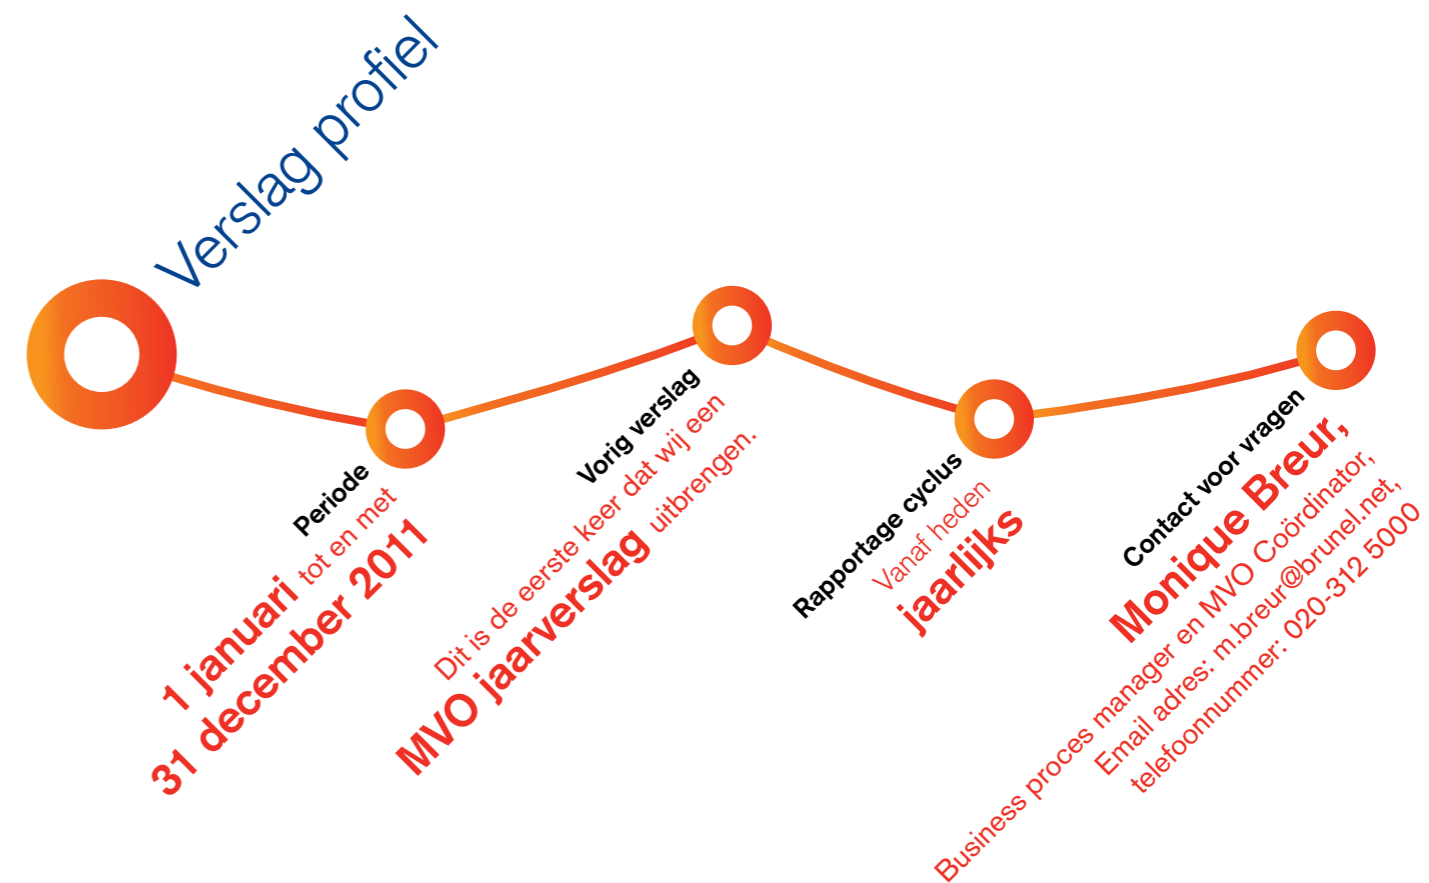 Verslag profiel
Periode
1 januari tot en met
31 december 2011
Vorig verslag
Dit is de eerste keer dat wij een
MVO jaarverslag uitbrengen.
Rapportage cyclus
Vanaf heden
jaarlijks
Contact voor vragen
Monique Breur,
Business proces manager en MVO Coördinator,
Email adres: m.breur@brunel.net,
telefoonnummer: 020-312 5000